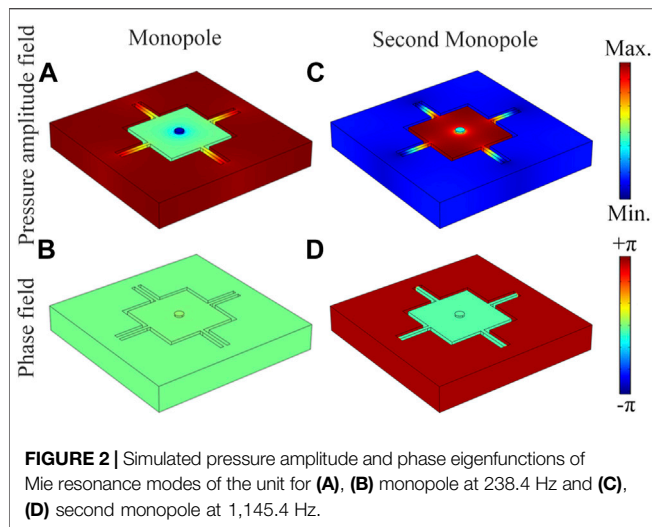 Monopole
Second Monopole
Pressure amplitude field
A
C
Max.
Min.
Phase field
B
D
+π
-π
FIGURE 2 | Simulated pressure amplitude and phase eigenfunctions of
Mie resonance modes of the unit for (A), (B) monopole at 238.4 Hz and (C),
(D) second monopole at 1,145.4 Hz.